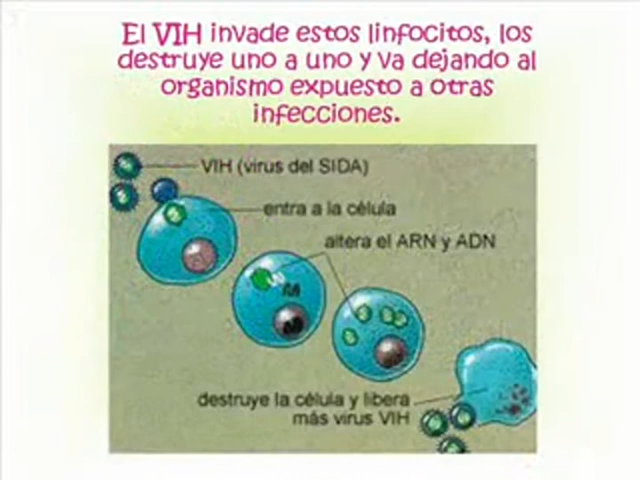 El VIH invade estos linfocitos, los
destruye uno a uno y va dejando al
organismo expuesto a otras
infecciones.
VIH (virus del SIDA)
entra a la célula
altera el ARN y ADN
destruye la célula y libera
más virus VIH